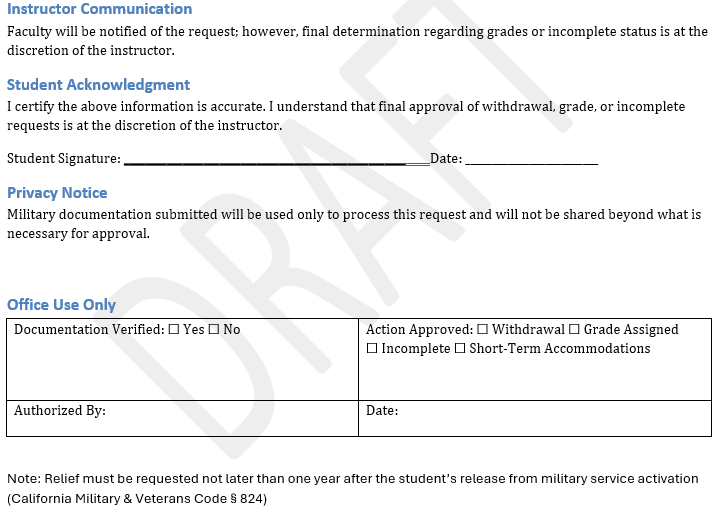 Instructor Communication
Faculty will be notified of the request; however, final determination regarding grades or incomplete status is at the
discretion of the instructor.
Student Acknowledgment
I certify the above information is accurate. I understand that final approval of withdrawal, grade, or incomplete
requests is at the discretion of the instructor.
Student Signature: ________________________________________Date: ____________________
Privacy Notice
Military documentation submitted will be used only to process this request and will not be shared beyond what is
necessary for approval.
Office Use Only
Documentation Verified: ☐ Yes ☐ No
Action Approved: ☐ Withdrawal ☐ Grade Assigned
☐ Incomplete ☐ Short-Term Accommodations
Authorized By:
Date:
Note: Relief must be requested not later than one year after the student’s release from military service activation
(California Military & Veterans Code § 824)
DRAFT